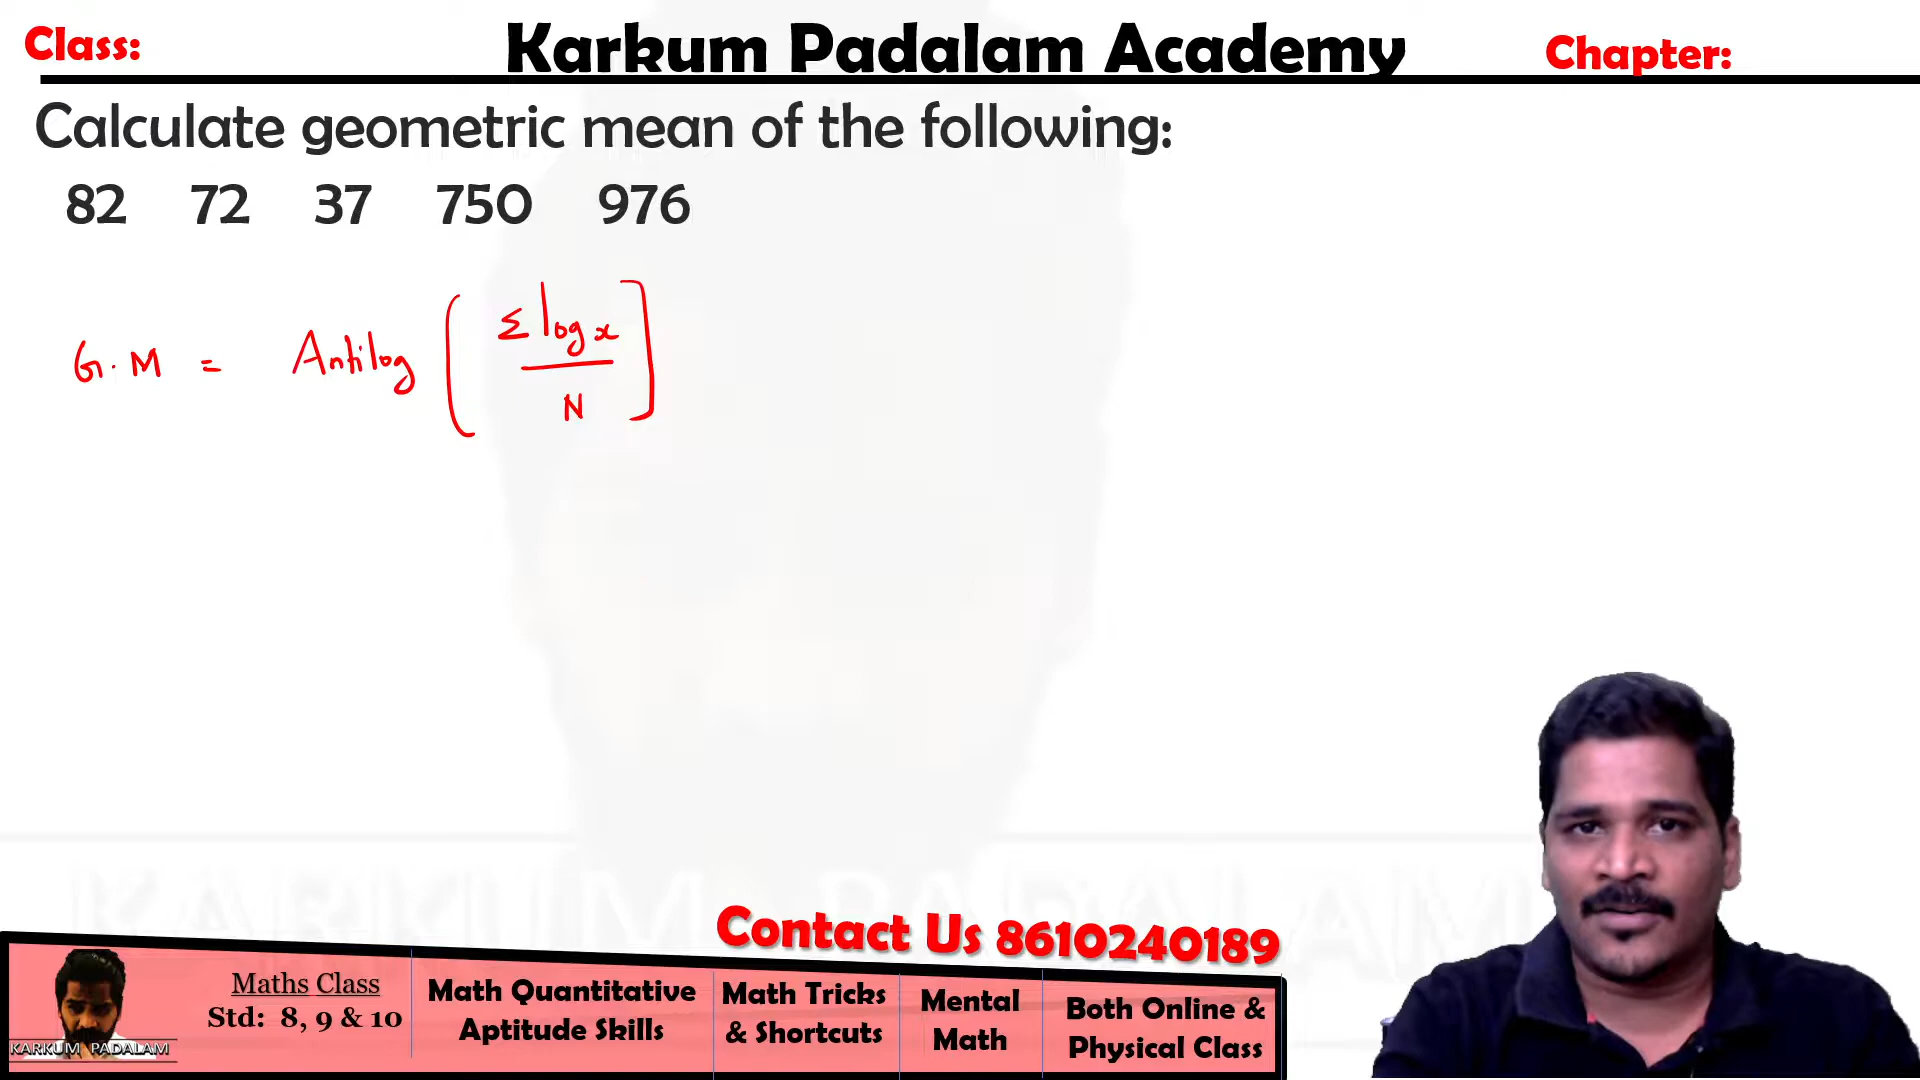 Class:
Karkum Padalam Academy
Chapter:
Calculate geometric mean of the following:
82 72 37 750 976
G.M = Antilog [ Σ log x / N ]
KARKUM PADALAM
Contact Us 8610240189
KARKUM PADALAM
Maths Class
Std: 8, 9 & 10
Math Quantitative
Aptitude Skills
Math Tricks
& Shortcuts
Mental
Math
Both Online &
Physical Class